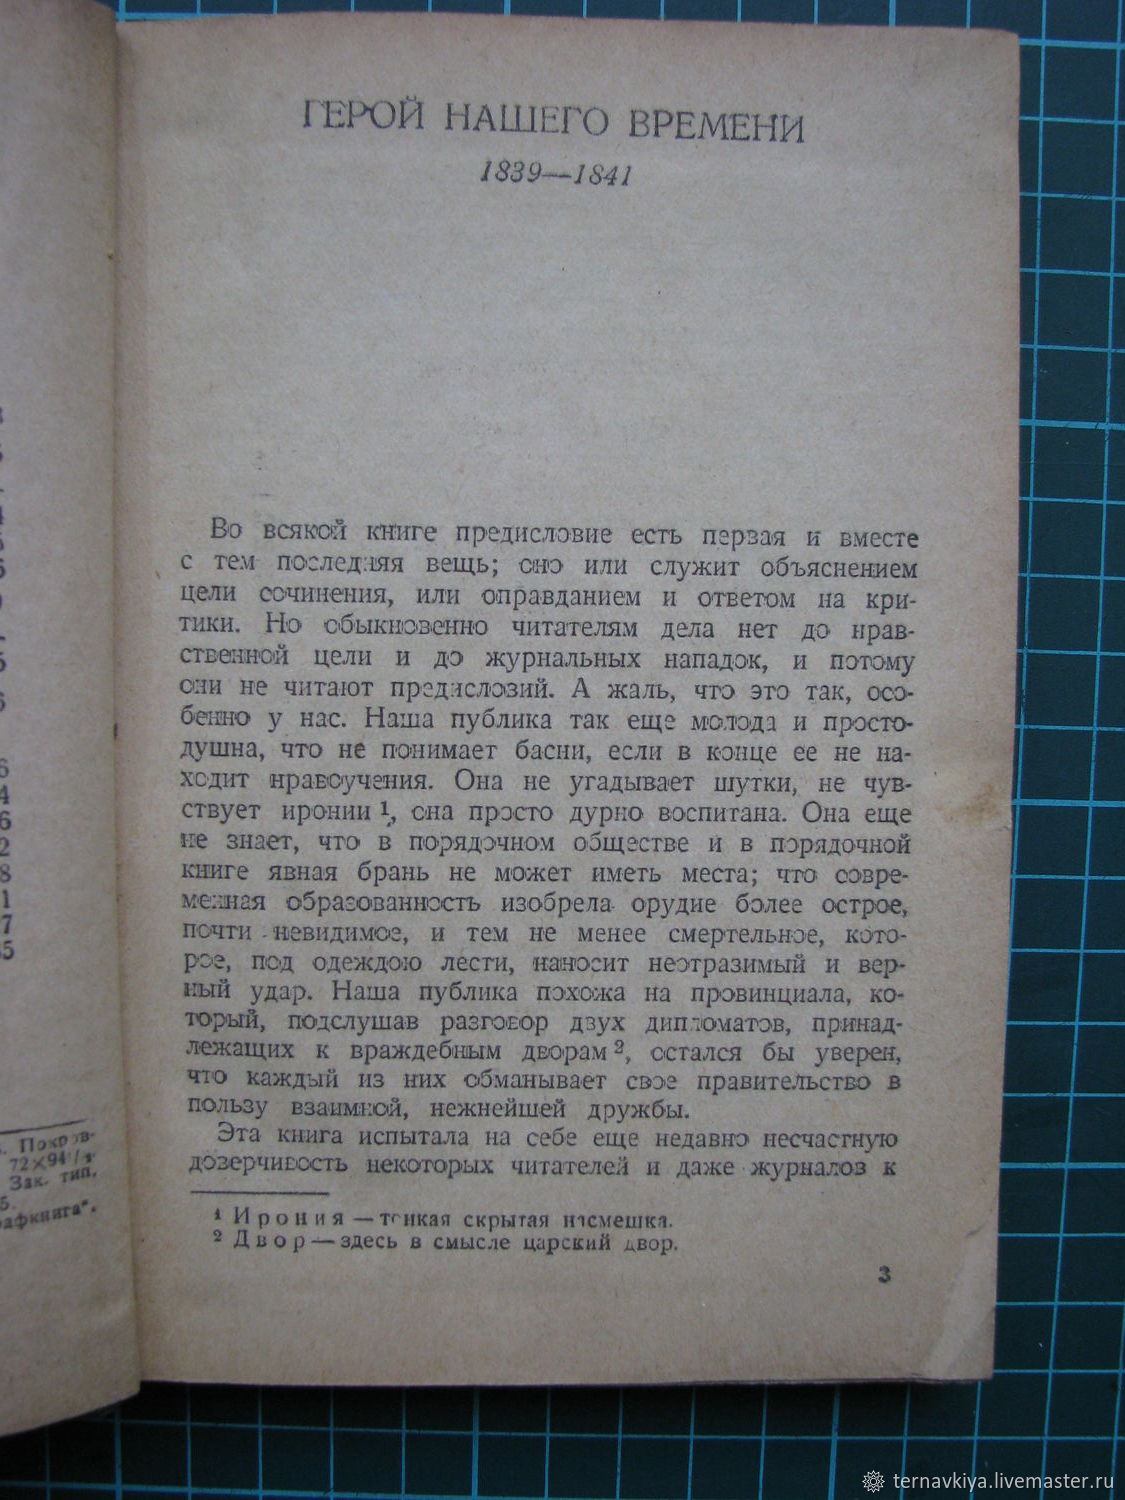 ГЕРОЙ НАШЕГО ВРЕМЕНИ
1839—1841
Во всякой книге предисловие есть первая и вместе
с тем последняя вещь; оно или служит объяснением
цели сочинения, или оправданием и ответом на кри-
тики. Но обыкновенно читателям дела нет до нрав-
ственной цели и до журнальных нападок, и потому
они не читают предисловий. А жаль, что это так, осо-
бенно у нас. Наша публика так еще молода и просто-
душна, что не понимает басни, если в конце ее не на-
ходит нравоучения. Она не угадывает шутки, не чув-
ствует иронии ¹, она просто дурно воспитана. Она еще
не знает, что в порядочном обществе и в порядочной
книге явная брань не может иметь места; что совре-
менная образованность изобрела орудие более острое,
почти невидимое, и тем не менее смертельное, кото-
рое, под одеждою лести, наносит неотразимый и вер-
ный удар. Наша публика похожа на провинциала, ко-
торый, подслушав разговор двух дипломатов, принад-
лежащих к враждебным дворам ², остался бы уверен,
что каждый из них обманывает свое правительство в
пользу взаимной, нежнейшей дружбы.
Эта книга испытала на себе еще недавно несчастную
доверчивость некоторых читателей и даже журналов к
¹ Ирония — тонкая скрытая насмешка.
² Двор — здесь в смысле царский двор.
3
Зак. тип.
ternavkiya.livemaster.ru